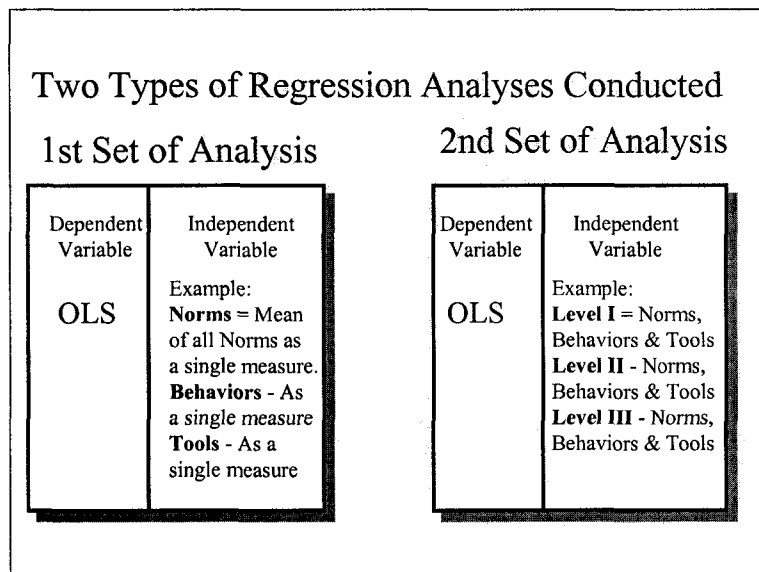 Two Types of Regression Analyses Conducted
1st Set of Analysis
Dependent
Variable
OLS
Independent
Variable
Example:
Norms = Mean
of all Norms as
a single measure.
Behaviors - As
a single measure
Tools - As a
single measure
2nd Set of Analysis
Dependent
Variable
OLS
Independent
Variable
Example:
Level I = Norms,
Behaviors & Tools
Level II - Norms,
Behaviors & Tools
Level III - Norms,
Behaviors & Tools